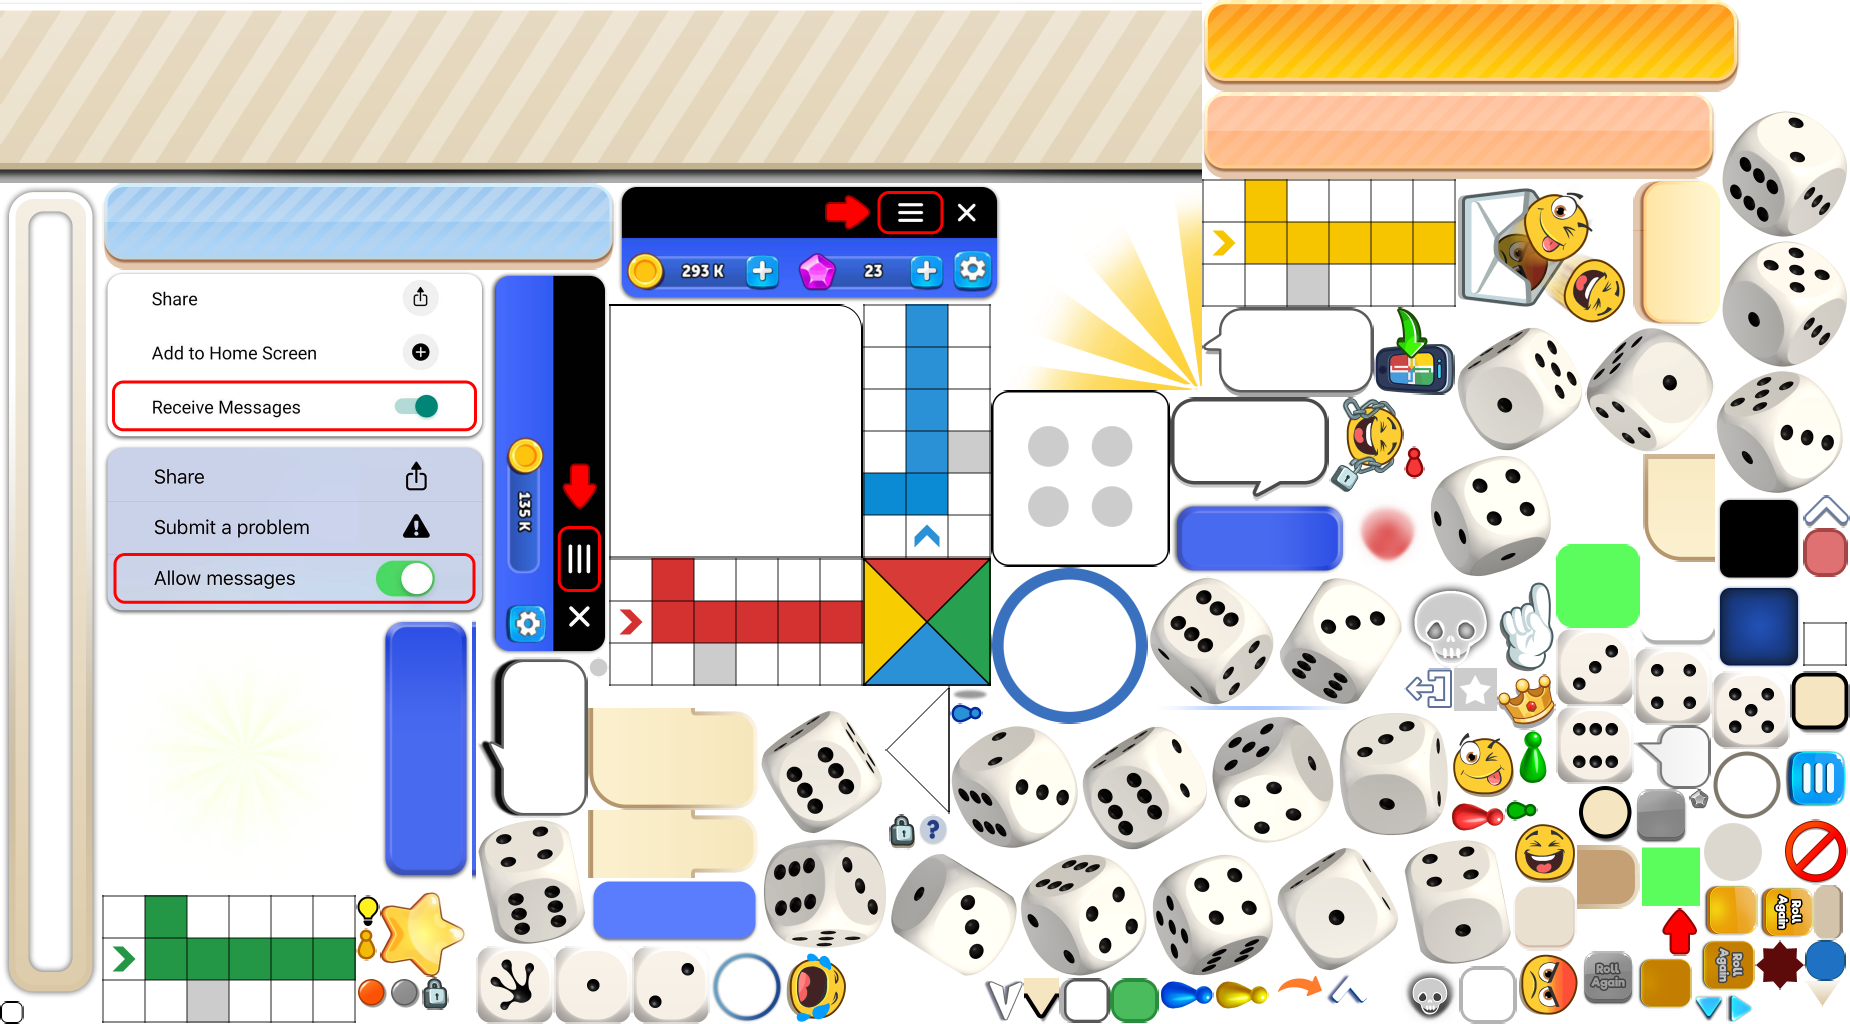 293 K
23
Share
Add to Home Screen
Receive Messages
Share
Submit a problem
Allow messages
135 K
?
Roll
Again
Roll
Again
Roll
Again